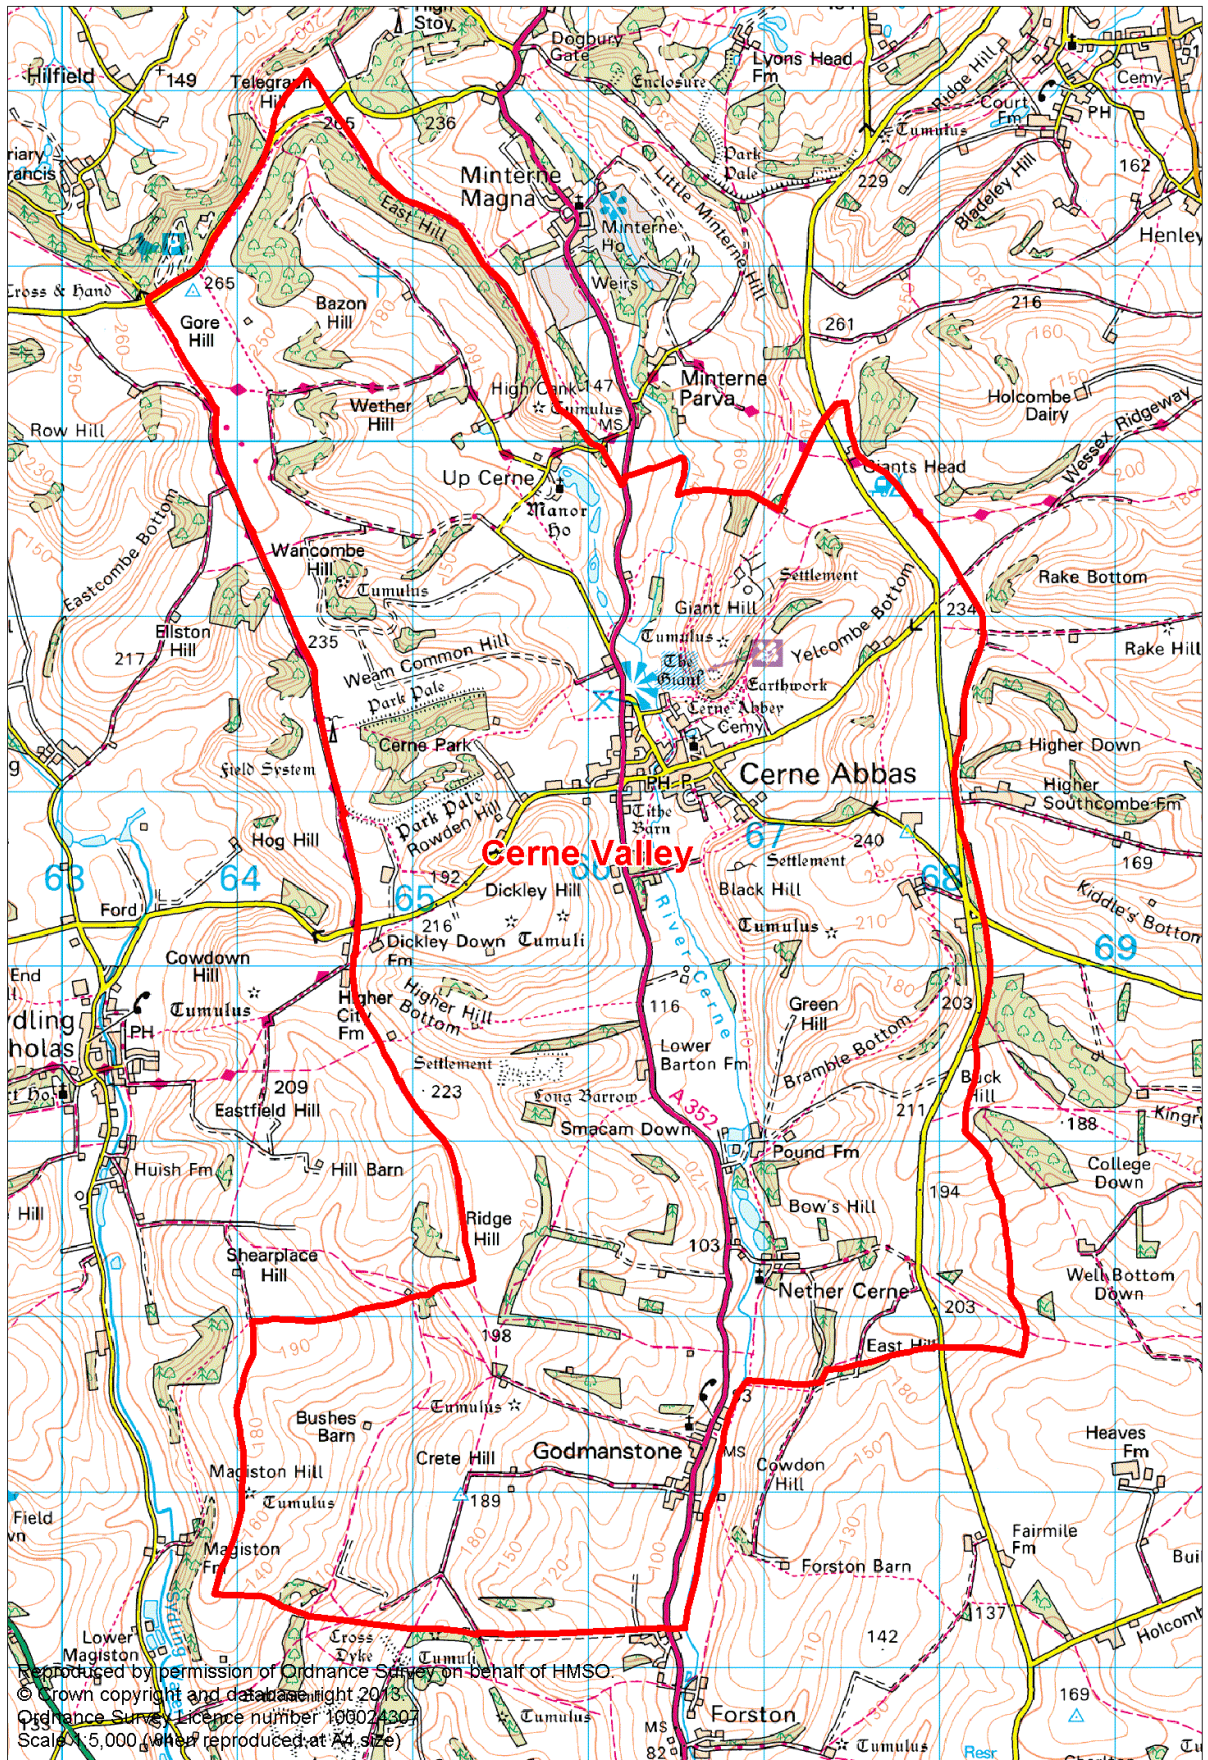 High
Stoy
Dogbury
Gate
Lyons Head
Fm
Ridge Hill
Cemy
Hilfield
149
Telegraph
Hill
Enclosure
Court
Fm
PH
265
236
Tumulus
Park
Pale
162
Minterne
Magna
229
Little Minterne Hill
Bladeley Hill
East Hill
Minterne
Ho
Henley
Cross & Hand
265
Weirs
216
Bazon
Hill
Gore
Hill
261
High Cank
147
Minterne
Parva
Holcombe
Dairy
Wether
Hill
Tumulus
MS
Row Hill
Wessex Ridgeway
Giants Head
Up Cerne
Manor
Ho
Eastcombe Bottom
Wancombe
Hill
Tumulus
Settlement
Rake Bottom
Giant Hill
Yelcombe Bottom
234
Ellston
Hill
235
Tumulus
Rake Hill
217
Weam Common Hill
The
Giant
Earthwork
Park Pale
Cerne Abbey
Cemy
Cerne Park
Higher Down
Field System
Cerne Abbas
PH
P
Higher
Southcombe Fm
Park Pale
Rowden Hill
Tithe
Barn
Hog Hill
67
240
169
Cerne Valley
Settlement
63
64
65
66
68
192
Dickley Hill
Black Hill
Kiddle's Bottom
Ford
216
River Cerne
Tumulus
69
Dickley Down
Fm
Tumuli
Cowdown
Hill
Tumulus
Higher
City
Fm
Higher Hill
Bottom
116
Green
Hill
203
PH
Lower
Barton Fm
Bramble Bottom
Settlement
209
223
Buck
Hill
Eastfield Hill
Long Barrow
A 352
211
188
Smacam Down
Pound Fm
College
Down
Huish Fm
Hill Barn
194
Hill
Bow's Hill
Ridge
Hill
103
Shearplace
Hill
Well Bottom
Down
Nether Cerne
203
198
East Hill
Tumulus
Bushes
Barn
Godmanstone
MS
Heaves
Fm
Crete Hill
Cowdon
Hill
Magiston Hill
Tumulus
189
Field
Fairmile
Fm
Magiston
Fm
Forston Barn
137
142
Lower
Magiston
Cross
Dyke
Tumuli
Reproduced by permission of Ordnance Survey on behalf of HMSO.
© Crown copyright and database right 2013.
Ordnance Survey Licence number 100024307
Scale 1:5,000 (when reproduced at A4 size)
133
Tumulus
Forston
169
MS
82
Tumulus
Resr